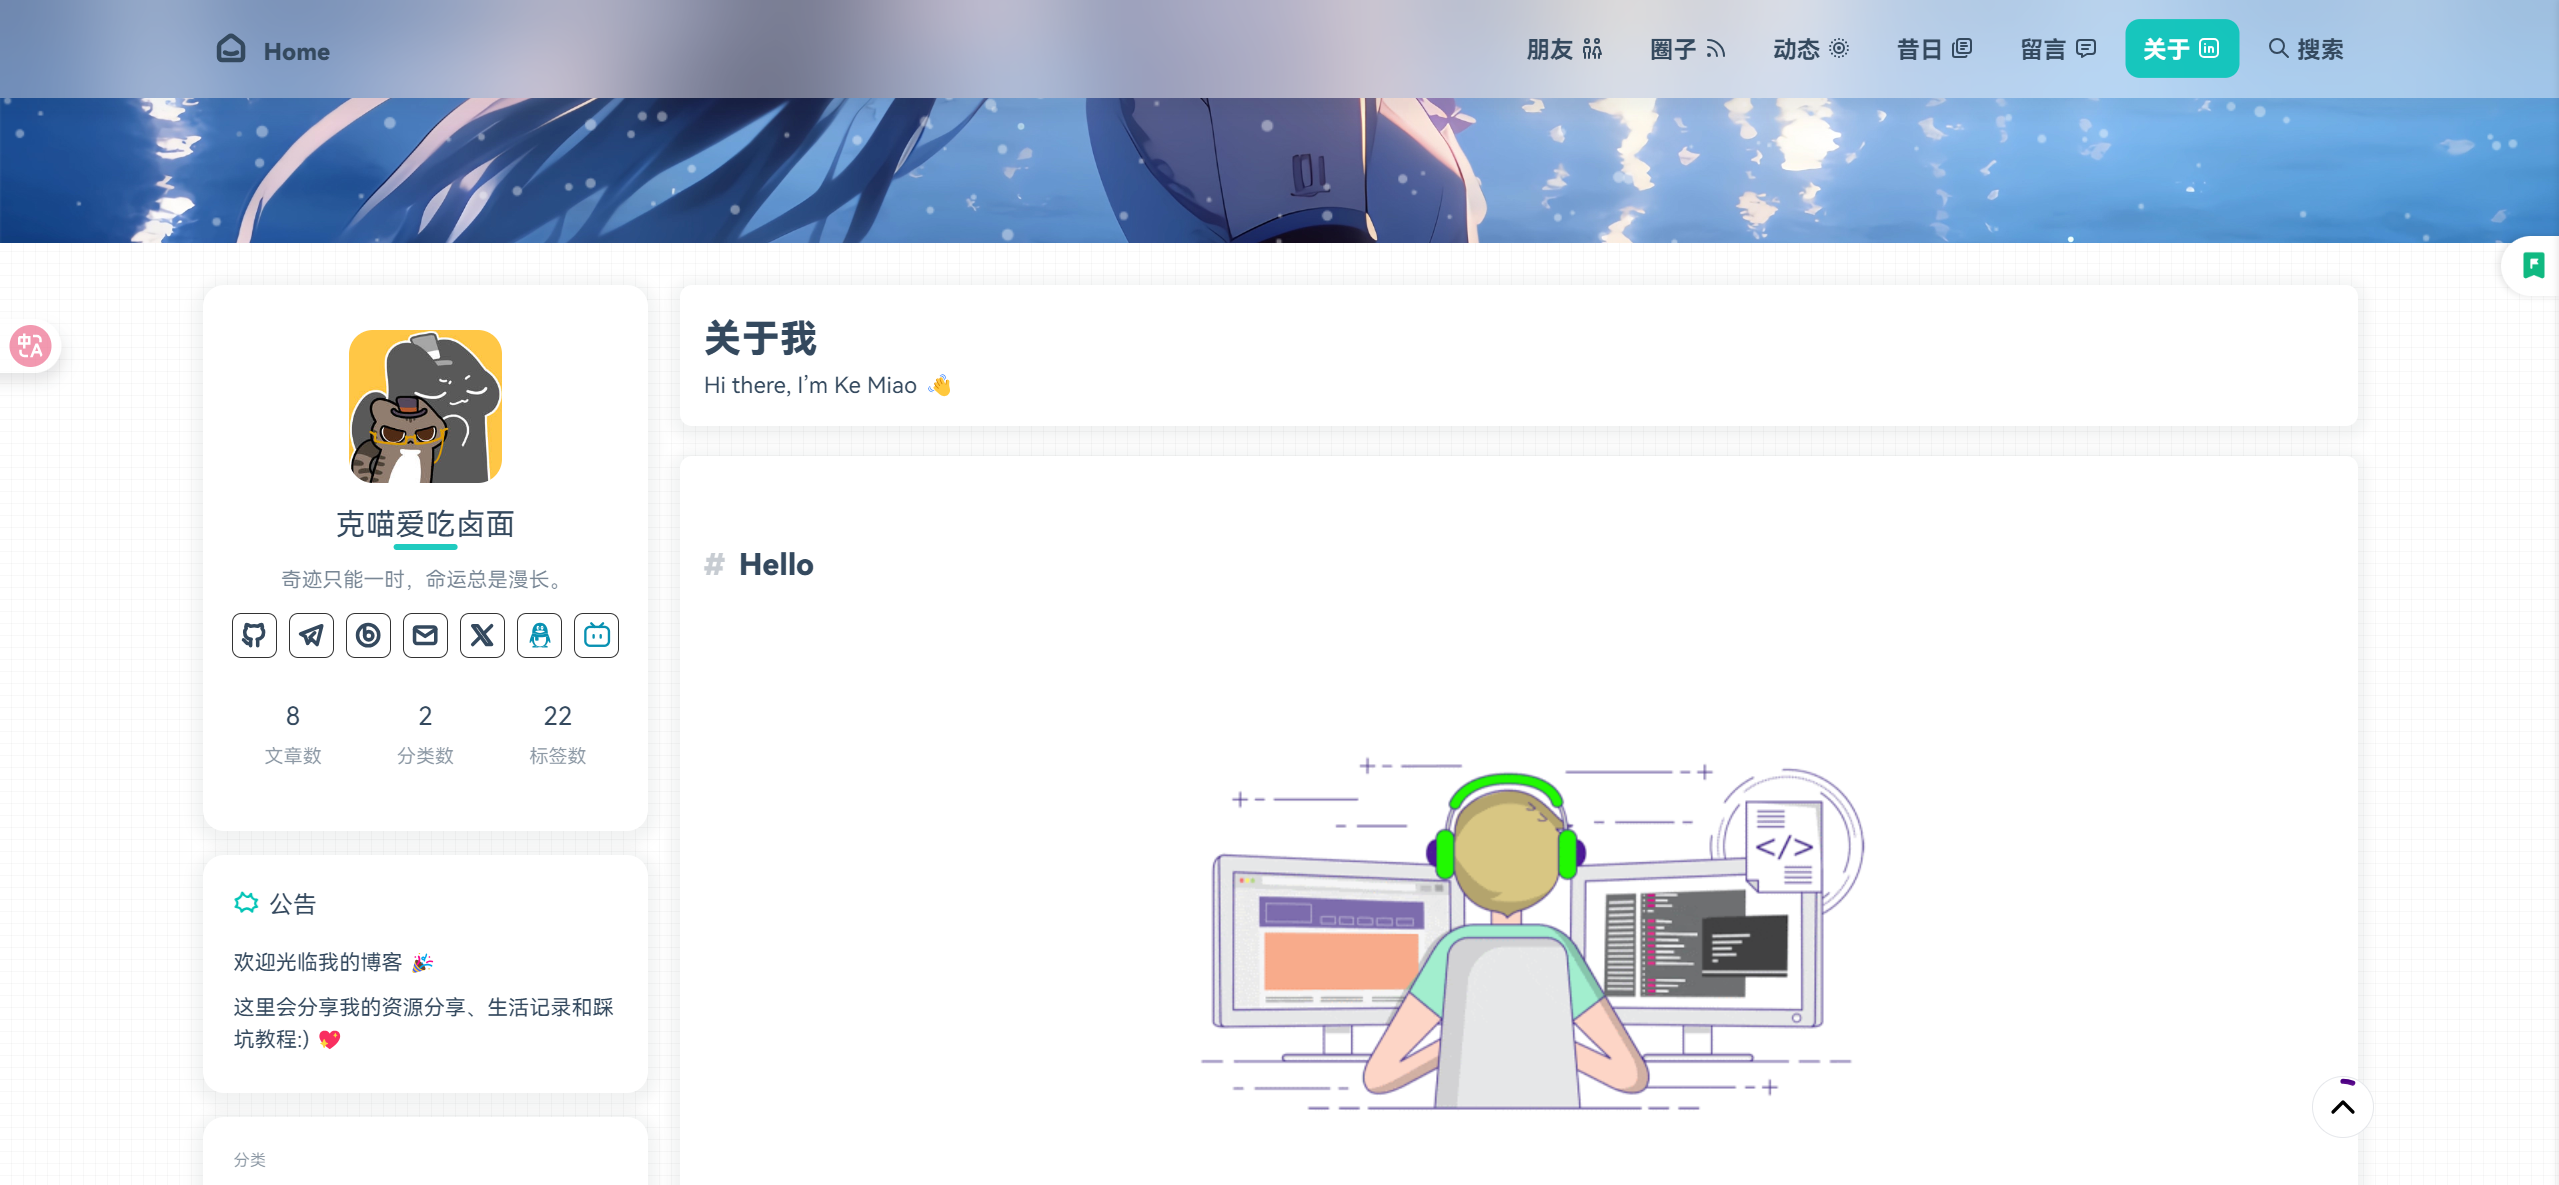 Home
朋友
圈子
动态
昔日
留言
关于
搜索
克喵爱吃卤面
奇迹只能一时，命运总是漫长。
8
文章数
2
分类数
22
标签数
公告
欢迎光临我的博客 🎉
这里会分享我的资源分享、生活记录和踩
坑教程:) 💖
分类
关于我
Hi there, I’m Ke Miao 👋
# Hello
</>